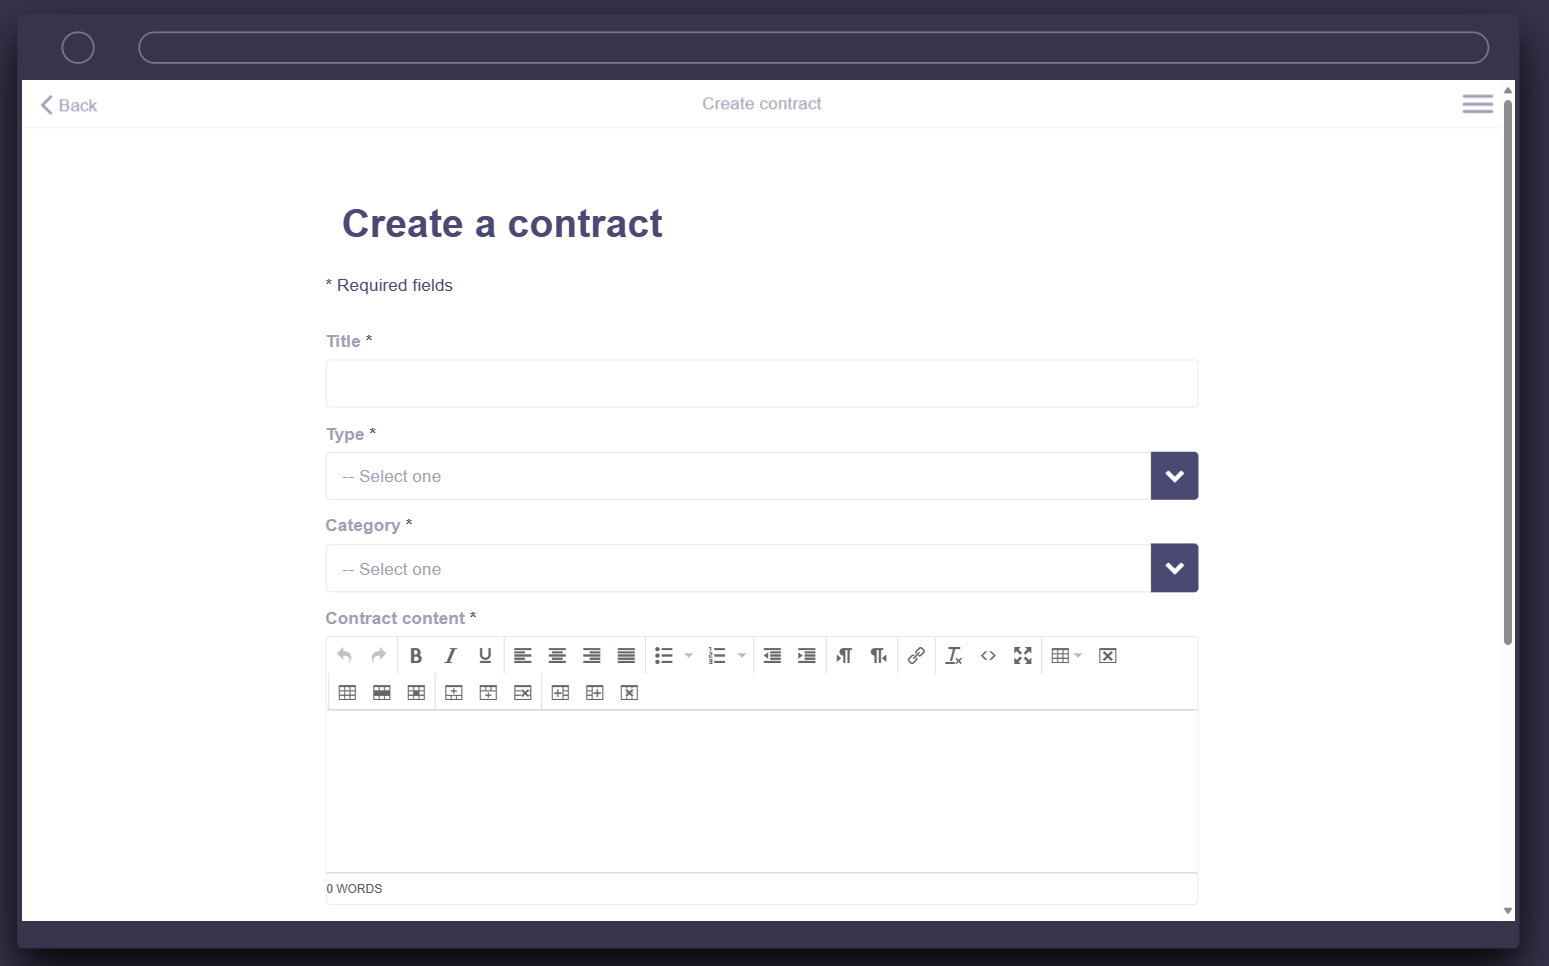 Back
Create contract
Create a contract
* Required fields
Title *
Type *
-- Select one
Category *
-- Select one
Contract content *
0 WORDS